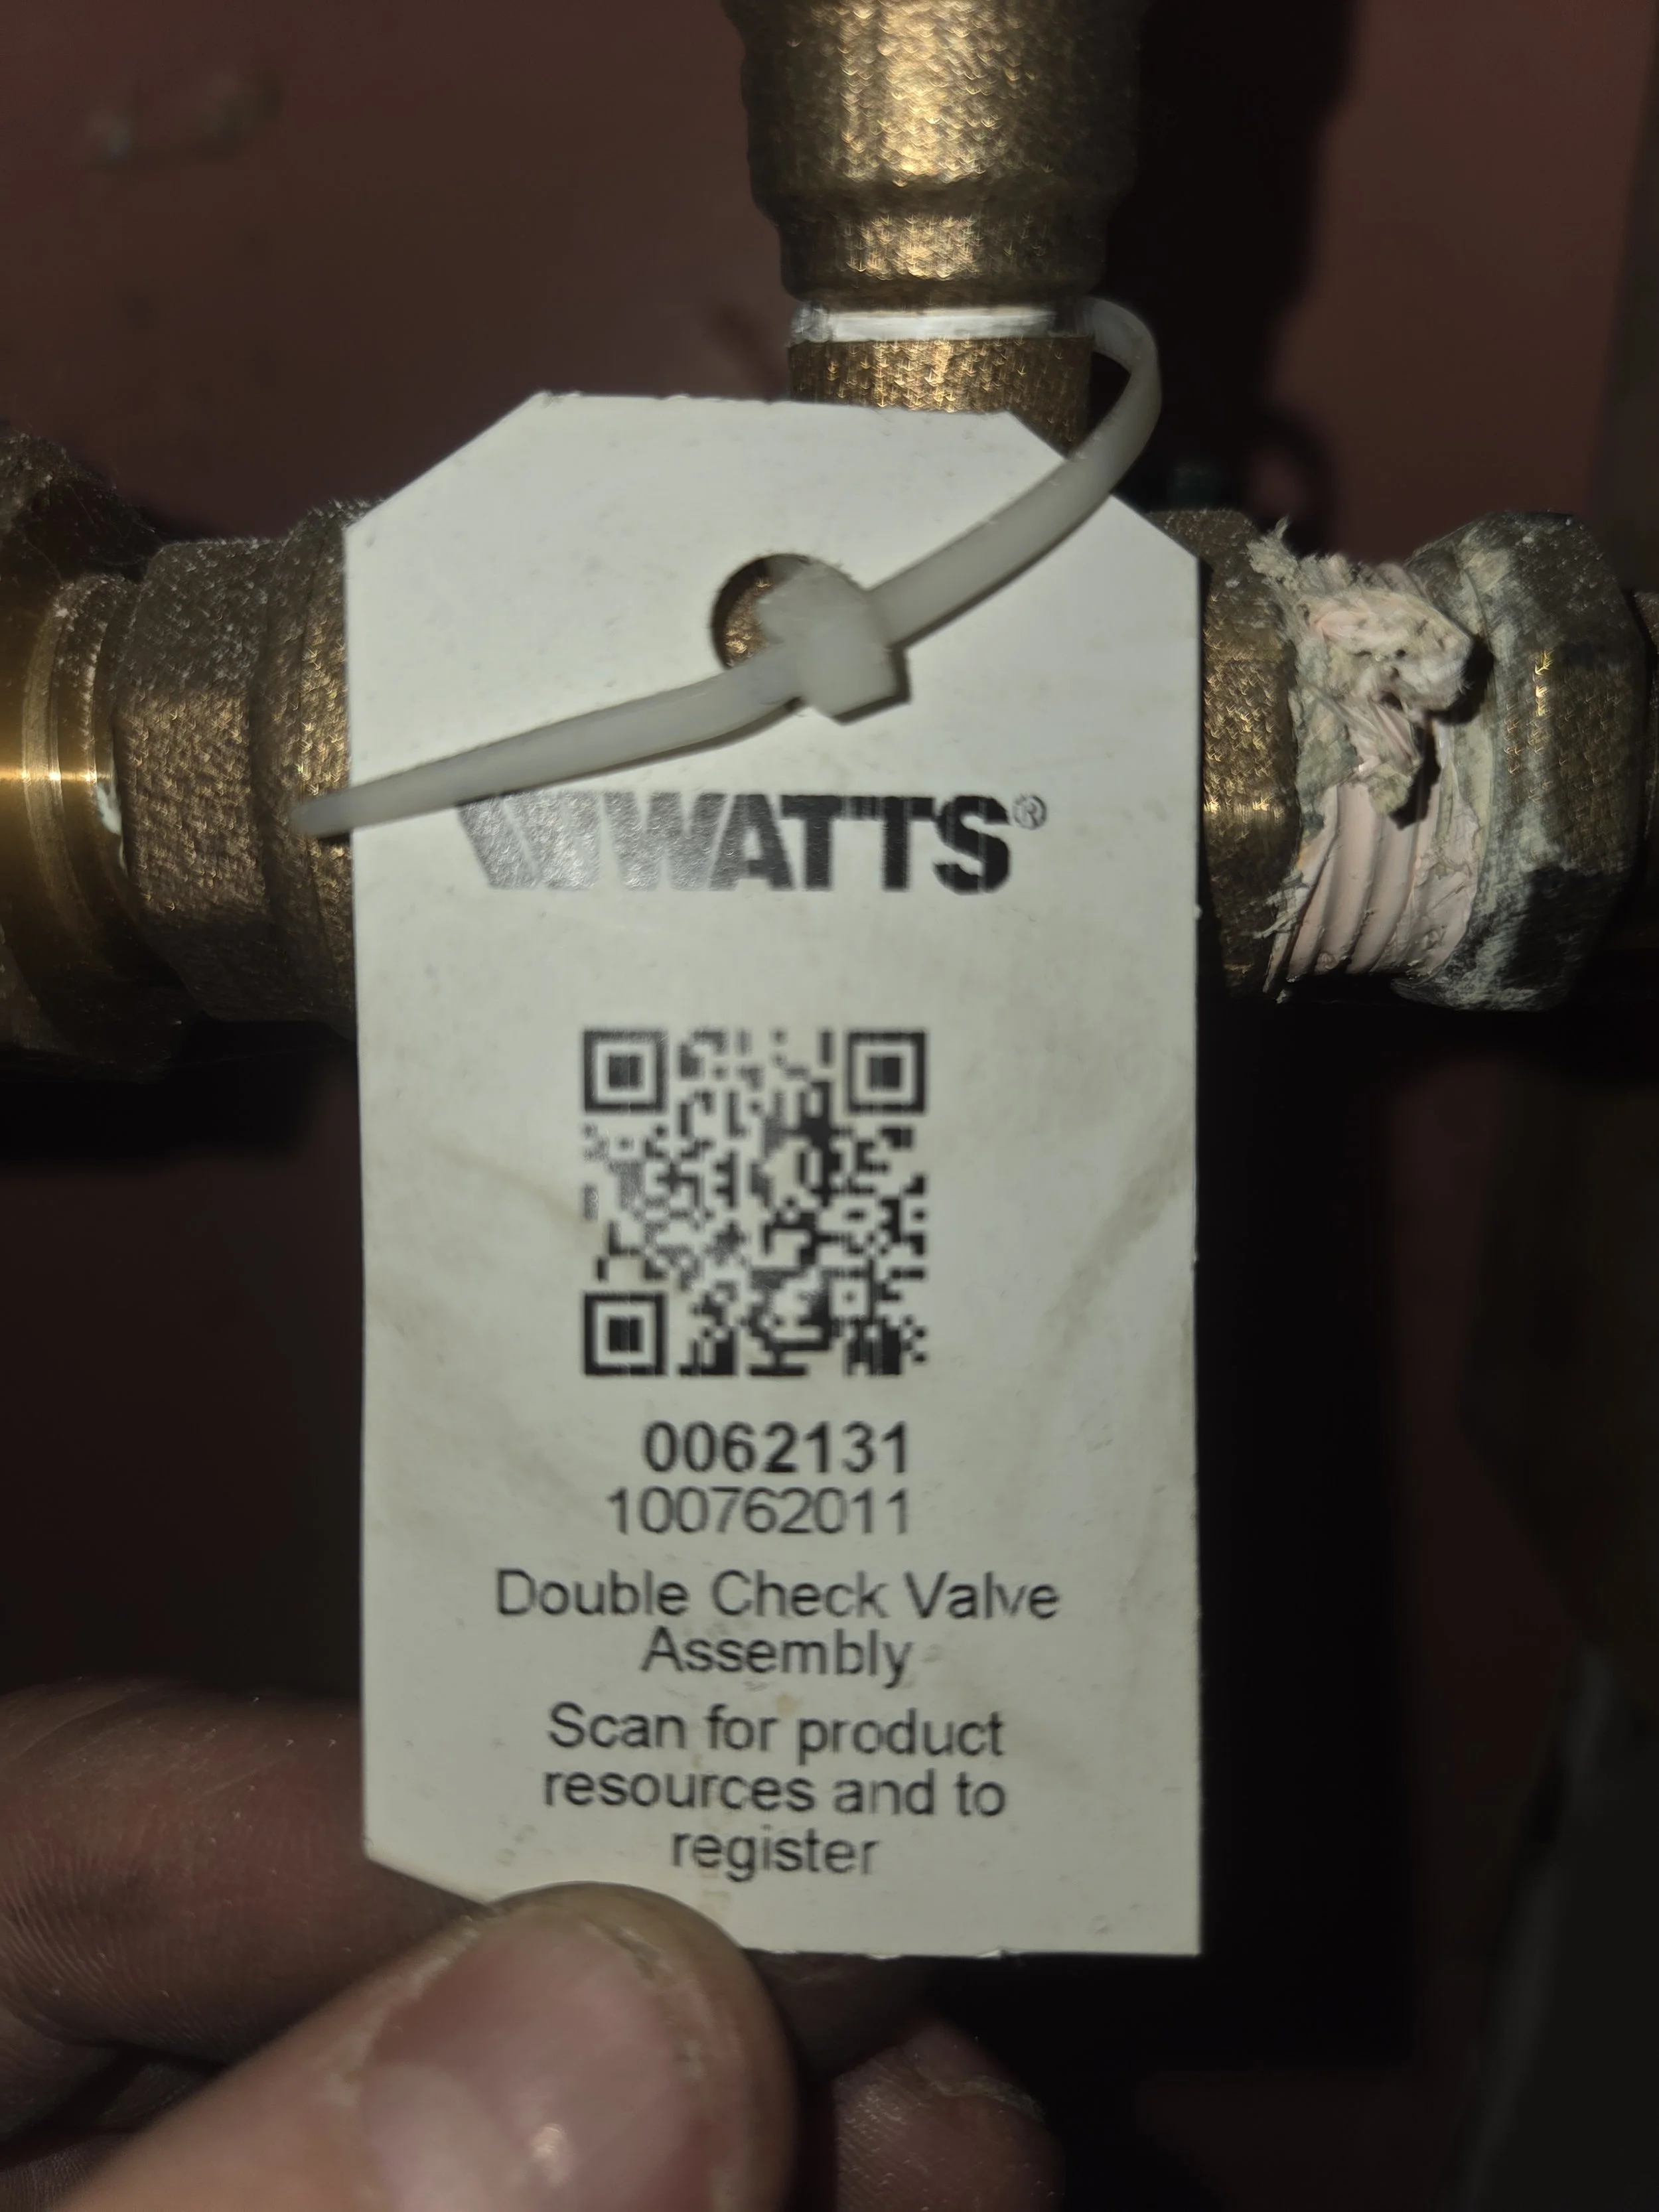 WATTS®
0062131
100762011
Double Check Valve
Assembly
Scan for product
resources and to
register